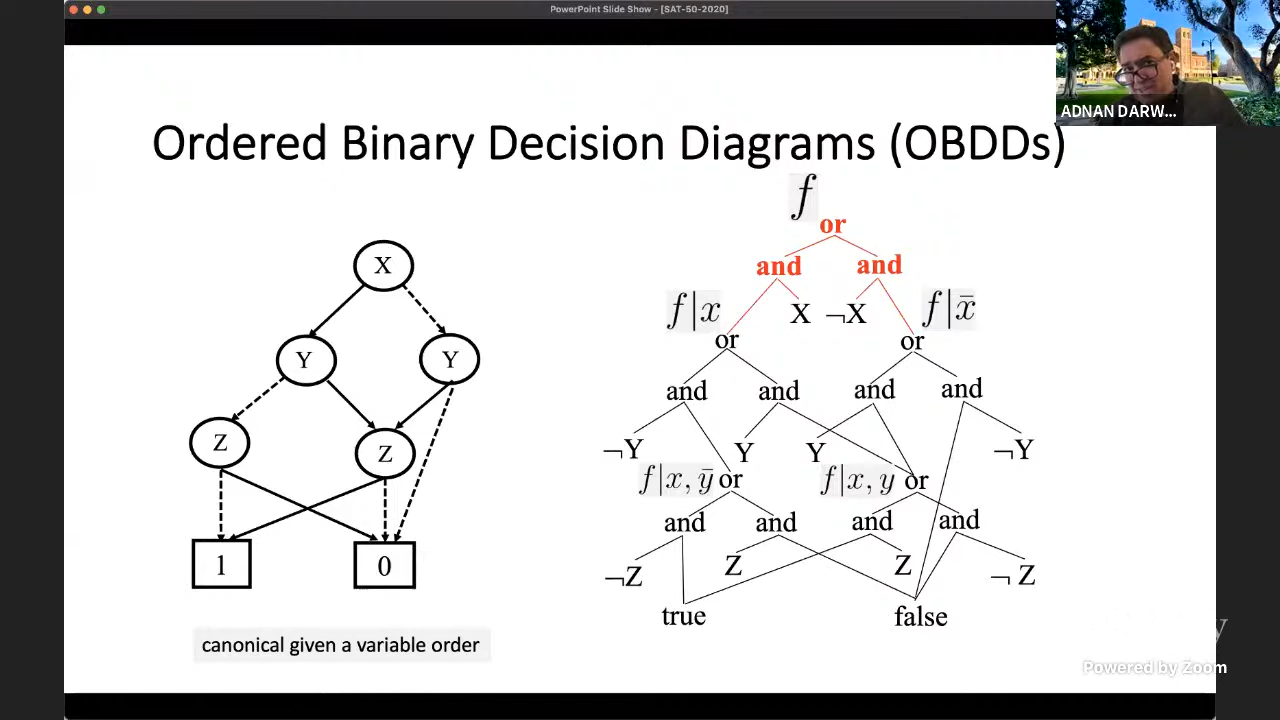 PowerPoint Slide Show - [SAT-50-2020]
ADNAN DARW...
Ordered Binary Decision Diagrams (OBDDs)
f
or
and and
X
f|x X ¬X f|x̄
or or
Y Y
and and and and
¬Y Y Y ¬Y
Z Z
f|x, ȳ or f|x, y or
and and and and
1 0
¬Z Z Z ¬ Z
true false
canonical given a variable order
y
Powered by Zoom